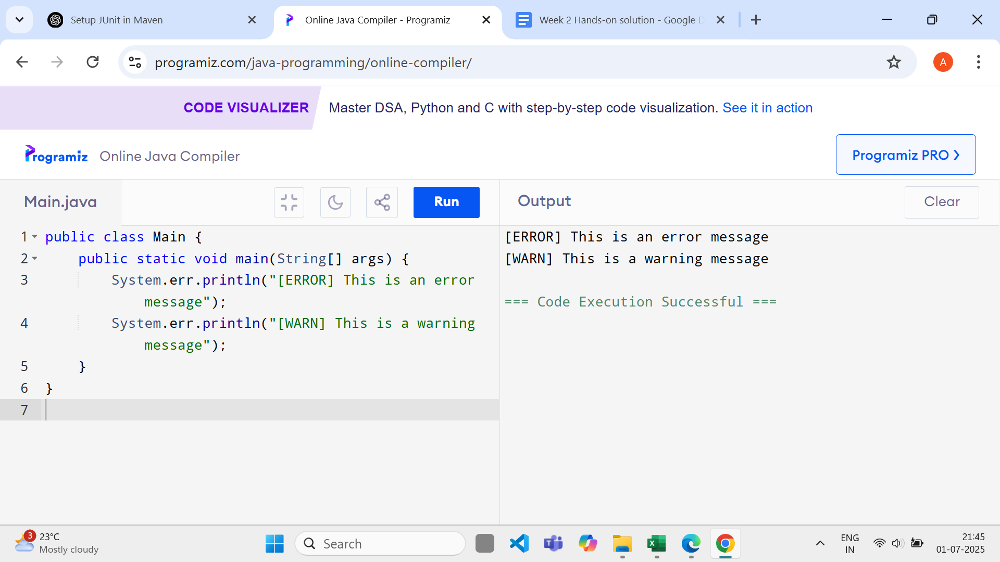 Setup JUnit in Maven
Online Java Compiler - Programiz
Week 2 Hands-on solution - Google D
programiz.com/java-programming/online-compiler/
A
CODE VISUALIZER
Master DSA, Python and C with step-by-step code visualization. See it in action
Programiz
Online Java Compiler
Programiz PRO ❯
Main.java
Run
Output
Clear
1 public class Main {
2 public static void main(String[] args) {
3 System.err.println("[ERROR] This is an error
message");
4 System.err.println("[WARN] This is a warning
message");
5 }
6 }
7
[ERROR] This is an error message
[WARN] This is a warning message
=== Code Execution Successful ===
3
23°C
Mostly cloudy
Search
ENG
IN
21:45
01-07-2025